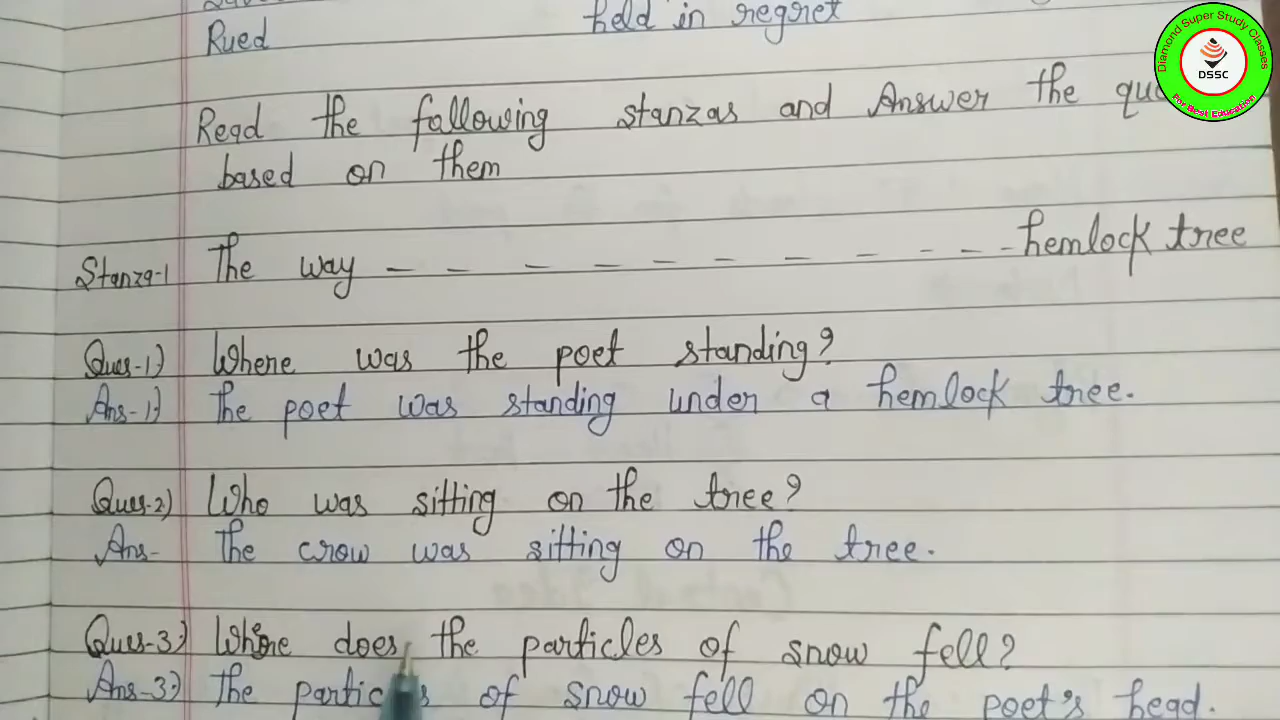 Rued held in regret
Read the following stanzas and Answer the
based on them
Stanza-1 The way - - - - - - - - - - - hemlock tree
Ques-1) Where was the poet standing?
Ans-1) The poet was standing under a hemlock tree.
Ques-2) Who was sitting on the tree?
Ans- The crow was sitting on the tree.
Ques-3) Where does the particles of snow fell?
Ans-3) The of snow fell on the poet's head.
Diamond Super Study Classes
DSSC
For Best Education